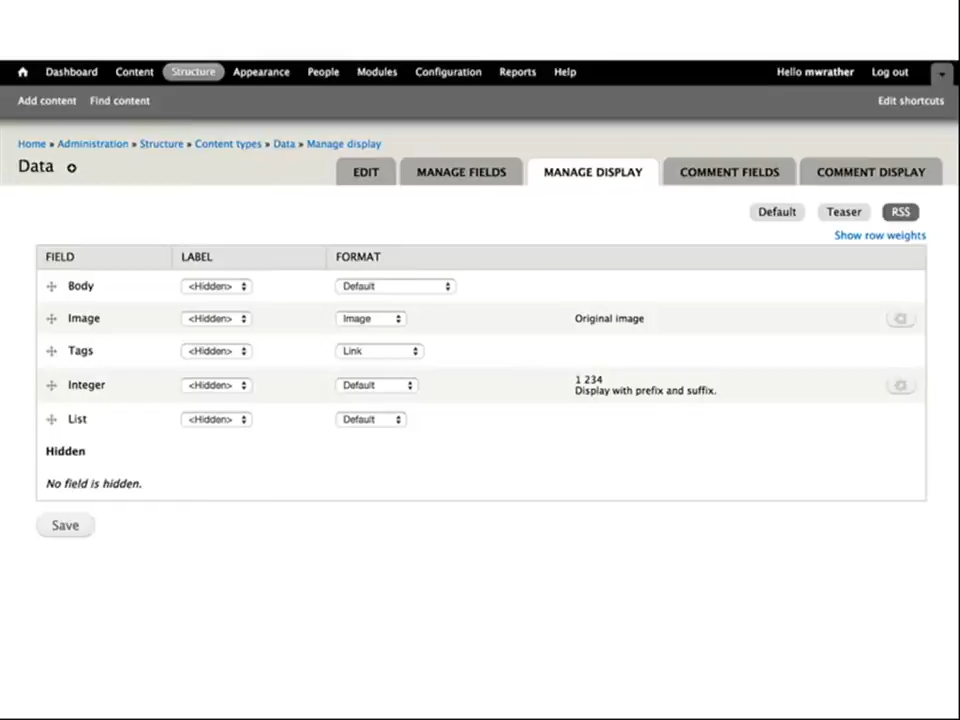 Dashboard Content Structure Appearance People Modules Configuration Reports Help Hello mwrather Log out
Add content Find content Edit shortcuts
Home » Administration » Structure » Content types » Data » Manage display
Data EDIT MANAGE FIELDS MANAGE DISPLAY COMMENT FIELDS COMMENT DISPLAY
Default Teaser RSS
Show row weights
FIELD LABEL FORMAT
Body <Hidden> Default
Image <Hidden> Image Original image
Tags <Hidden> Link
Integer <Hidden> Default 1 234
Display with prefix and suffix.
List <Hidden> Default
Hidden
No field is hidden.
Save